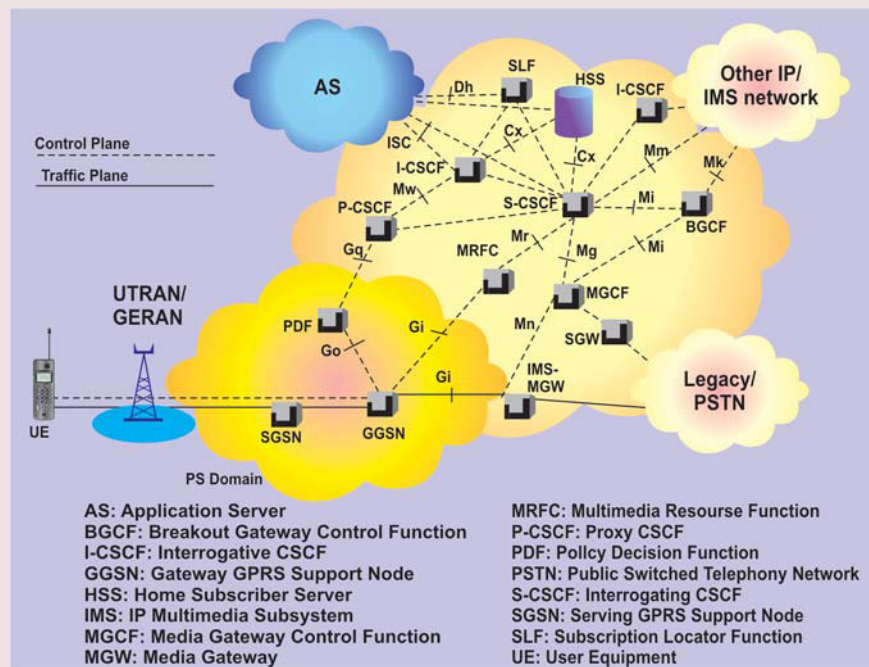 AS
SLF
HSS
I-CSCF
Other IP/
IMS network
Dh
Control Plane
ISC
Cx
Traffic Plane
I-CSCF
Cx
Mm
Mk
Mw
P-CSCF
S-CSCF
Mi
BGCF
Gq
MRFC
Mr
Mg
Mi
UTRAN/
GERAN
PDF
Gi
MGCF
Mn
SGW
Go
Gi
IMS-
MGW
Legacy/
PSTN
UE
SGSN
GGSN
PS Domain
AS: Application Server
BGCF: Breakout Gateway Control Function
I-CSCF: Interrogative CSCF
GGSN: Gateway GPRS Support Node
HSS: Home Subscriber Server
IMS: IP Multimedia Subsystem
MGCF: Media Gateway Control Function
MGW: Media Gateway
MRFC: Multimedia Resourse Function
P-CSCF: Proxy CSCF
PDF: Pollcy Decision Function
PSTN: Public Switched Telephony Network
S-CSCF: Interrogating CSCF
SGSN: Serving GPRS Support Node
SLF: Subscription Locator Function
UE: User Equipment